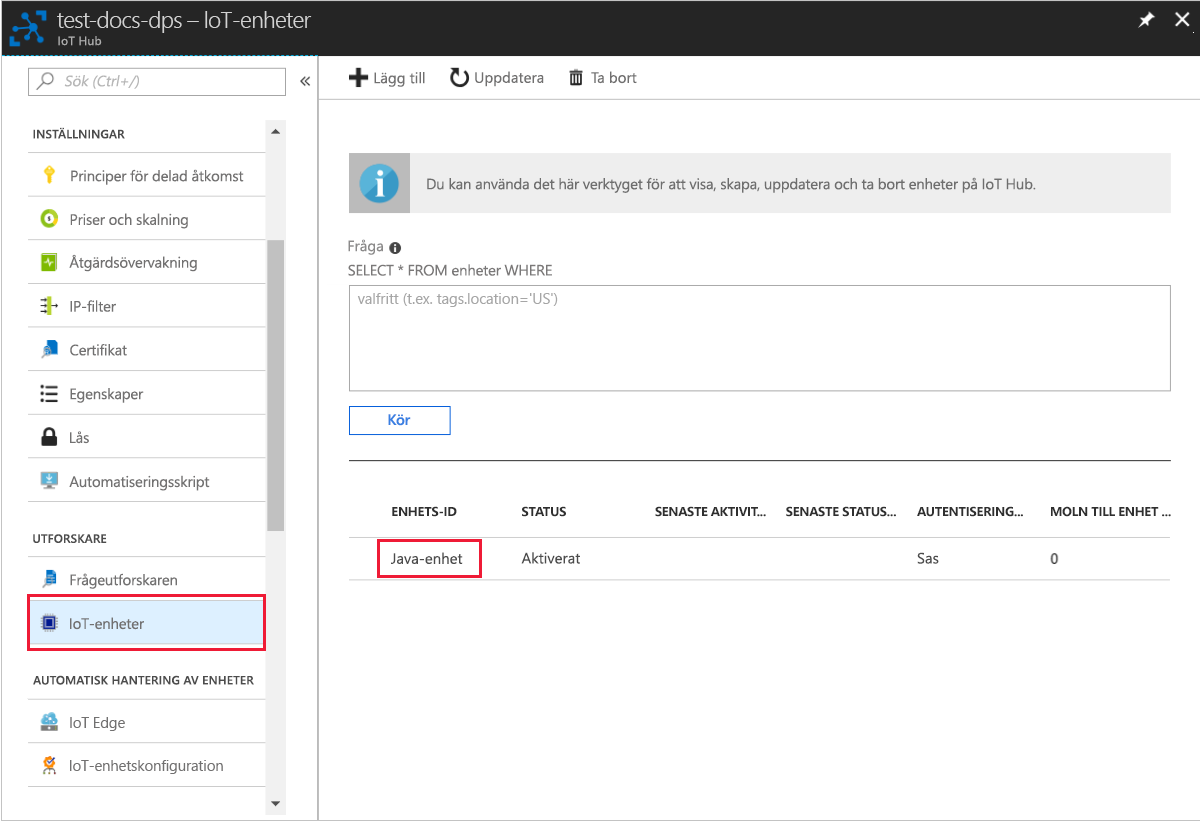 test-docs-dps – IoT-enheter
IoT Hub
Sök (Ctrl+/)
«
INSTÄLLNINGAR
Principer för delad åtkomst
Priser och skalning
Åtgärdsövervakning
IP-filter
Certifikat
Egenskaper
Lås
Automatiseringsskript
UTFORSKARE
Frågeutforskaren
IoT-enheter
AUTOMATISK HANTERING AV ENHETER
IoT Edge
IoT-enhetskonfiguration
Lägg till Uppdatera Ta bort
Du kan använda det här verktyget för att visa, skapa, uppdatera och ta bort enheter på IoT Hub.
Fråga
SELECT * FROM enheter WHERE
valfritt (t.ex. tags.location='US')
Kör
ENHETS-ID STATUS SENASTE AKTIVIT... SENASTE STATUS... AUTENTISERING... MOLN TILL ENHET ...
Java-enhet Aktiverat Sas 0